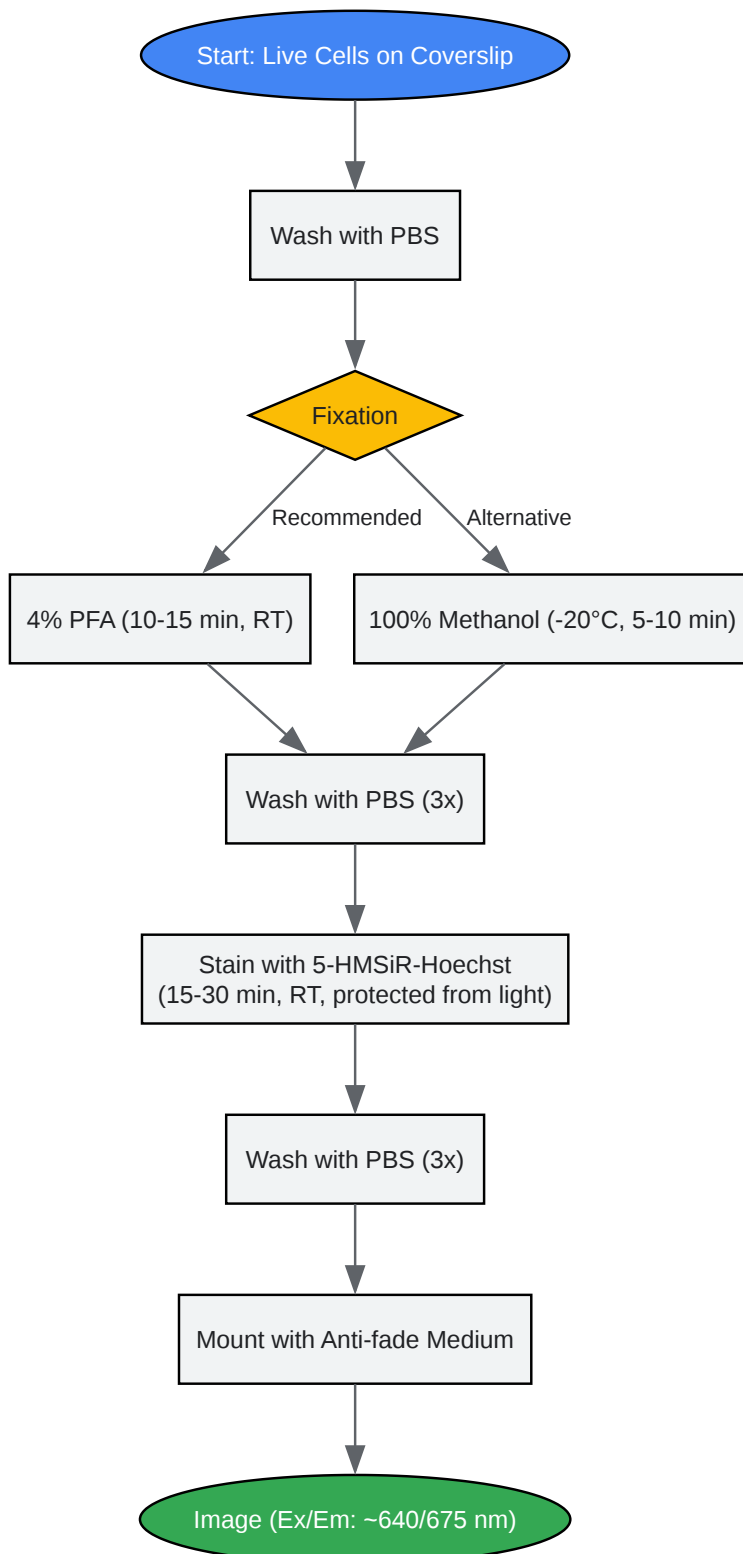 Start: Live Cells on Coverslip
Wash with PBS
Fixation
Recommended
Alternative
4% PFA (10-15 min, RT)
100% Methanol (-20°C, 5-10 min)
Wash with PBS (3x)
Stain with 5-HMSiR-Hoechst
(15-30 min, RT, protected from light)
Wash with PBS (3x)
Mount with Anti-fade Medium
Image (Ex/Em: ~640/675 nm)